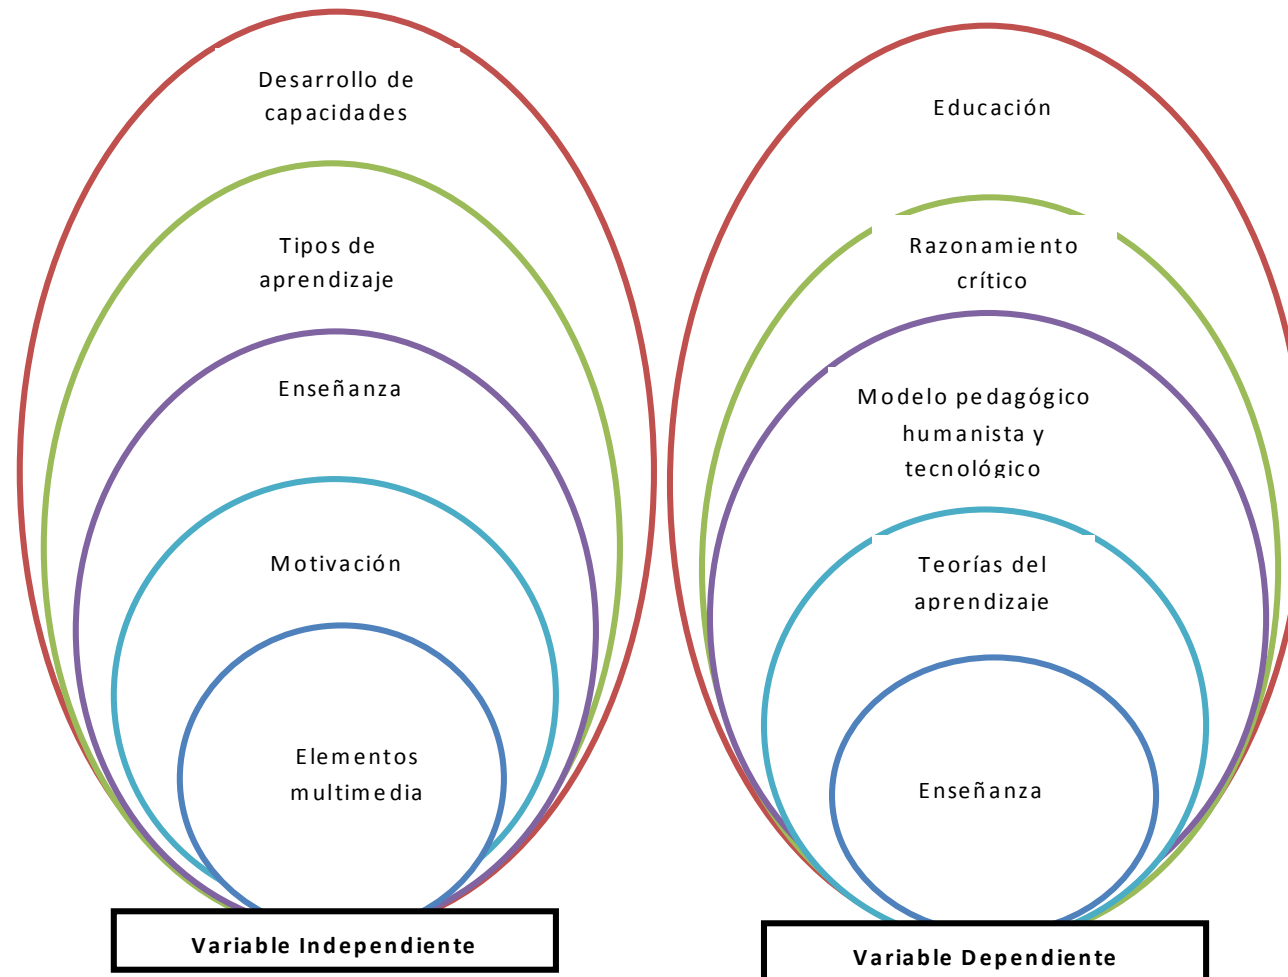 Desarrollo de
capacidades
Tipos de
aprendizaje
Enseñanza
Motivación
Elementos
multimedia
Variable Independiente
Educación
Razonamiento
crítico
Modelo pedagógico
humanista y
tecnológico
Teorías del
aprendizaje
Enseñanza
Variable Dependiente